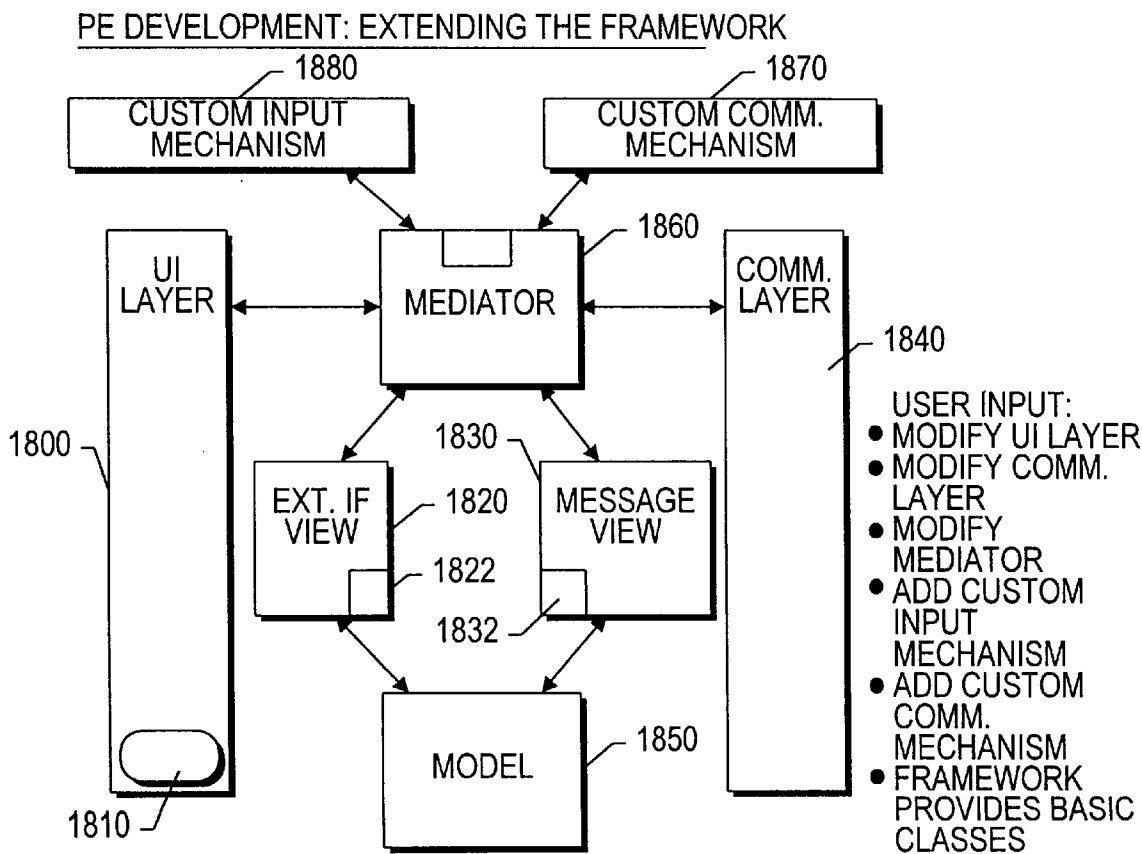 PE DEVELOPMENT: EXTENDING THE FRAMEWORK
1880
1870
CUSTOM INPUT
MECHANISM
CUSTOM COMM.
MECHANISM
1860
UI
LAYER
MEDIATOR
COMM.
LAYER
1840
1800
1830
EXT. IF
VIEW
1820
MESSAGE
VIEW
1822
1832
MODEL
1850
1810
USER INPUT:
● MODIFY UI LAYER
● MODIFY COMM.
LAYER
● MODIFY
MEDIATOR
● ADD CUSTOM
INPUT
MECHANISM
● ADD CUSTOM
COMM.
MECHANISM
● FRAMEWORK
PROVIDES BASIC
CLASSES